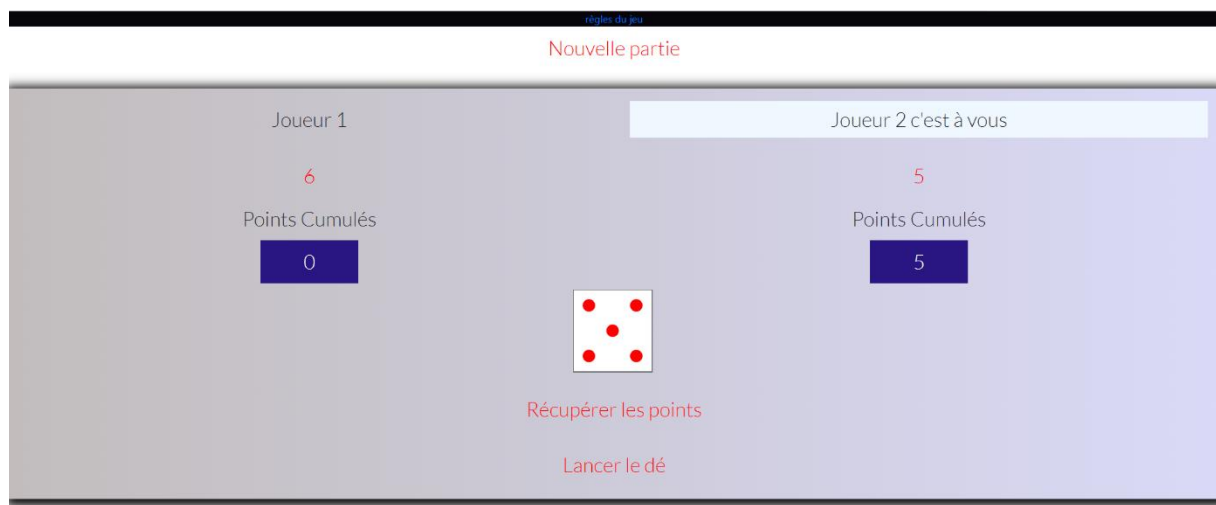 règles du jeu
Nouvelle partie
Joueur 1
Joueur 2 c'est à vous
6
5
Points Cumulés
Points Cumulés
0
5
Récupérer les points
Lancer le dé